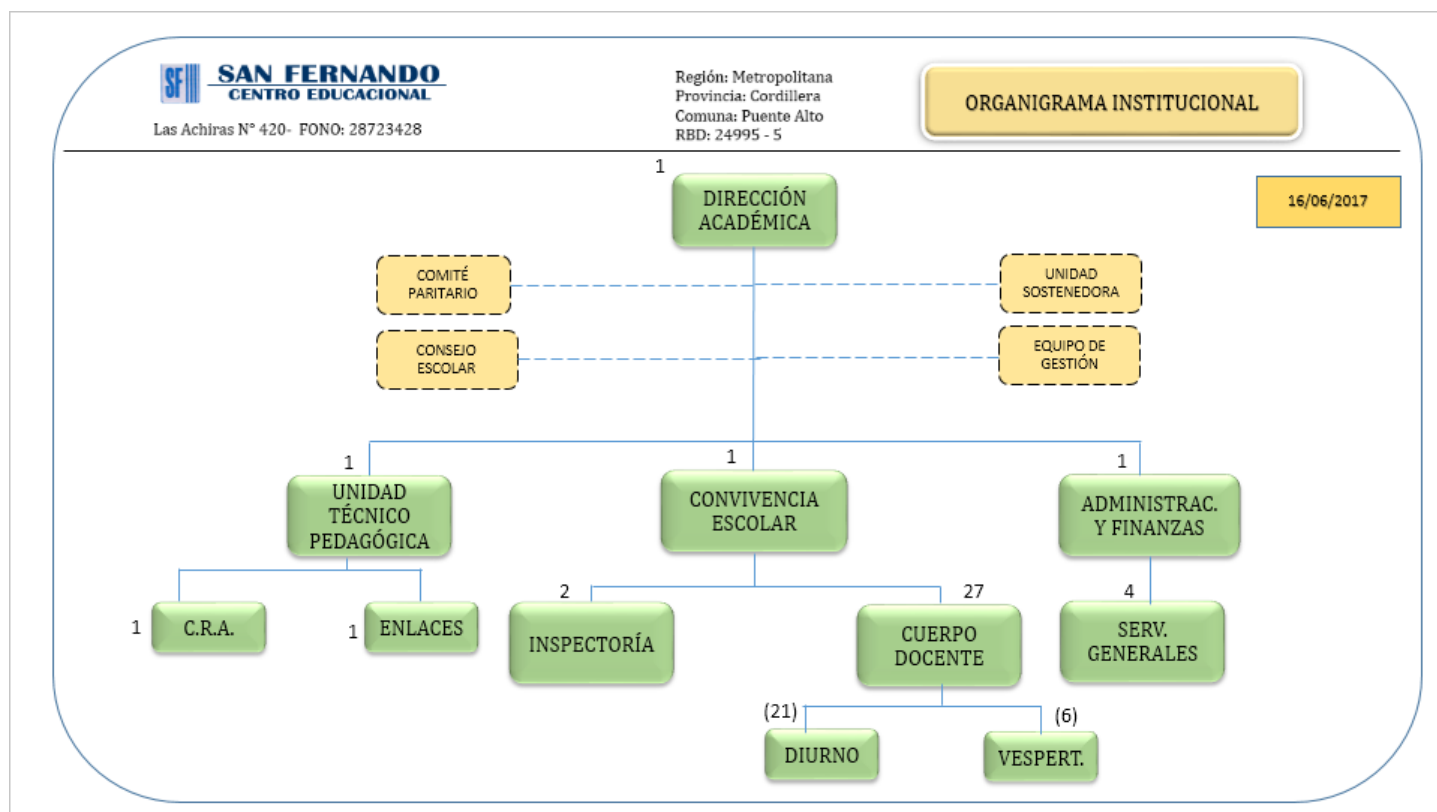 SF SAN FERNANDO
CENTRO EDUCACIONAL
Las Achiras N° 420- FONO: 28723428
Región: Metropolitana
Provincia: Cordillera
Comuna: Puente Alto
RBD: 24995 - 5
ORGANIGRAMA INSTITUCIONAL
16/06/2017
1
DIRECCIÓN
ACADÉMICA
COMITÉ
PARITARIO
UNIDAD
SOSTENEDORA
CONSEJO
ESCOLAR
EQUIPO DE
GESTIÓN
1
UNIDAD
TÉCNICO
PEDAGÓGICA
1
CONVIVENCIA
ESCOLAR
1
ADMINISTRAC.
Y FINANZAS
1
C.R.A.
1
ENLACES
2
INSPECTORÍA
27
CUERPO
DOCENTE
4
SERV.
GENERALES
(21)
DIURNO
(6)
VESPERT.